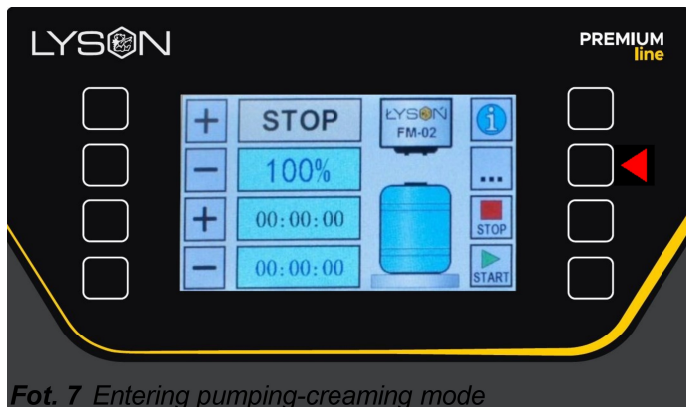 LYSON
PREMIUM
line
+
STOP
ŁYSOŃ
FM-02
i
−
100%
...
+
00:00:00
STOP
−
00:00:00
START
Fot. 7 Entering pumping-creaming mode